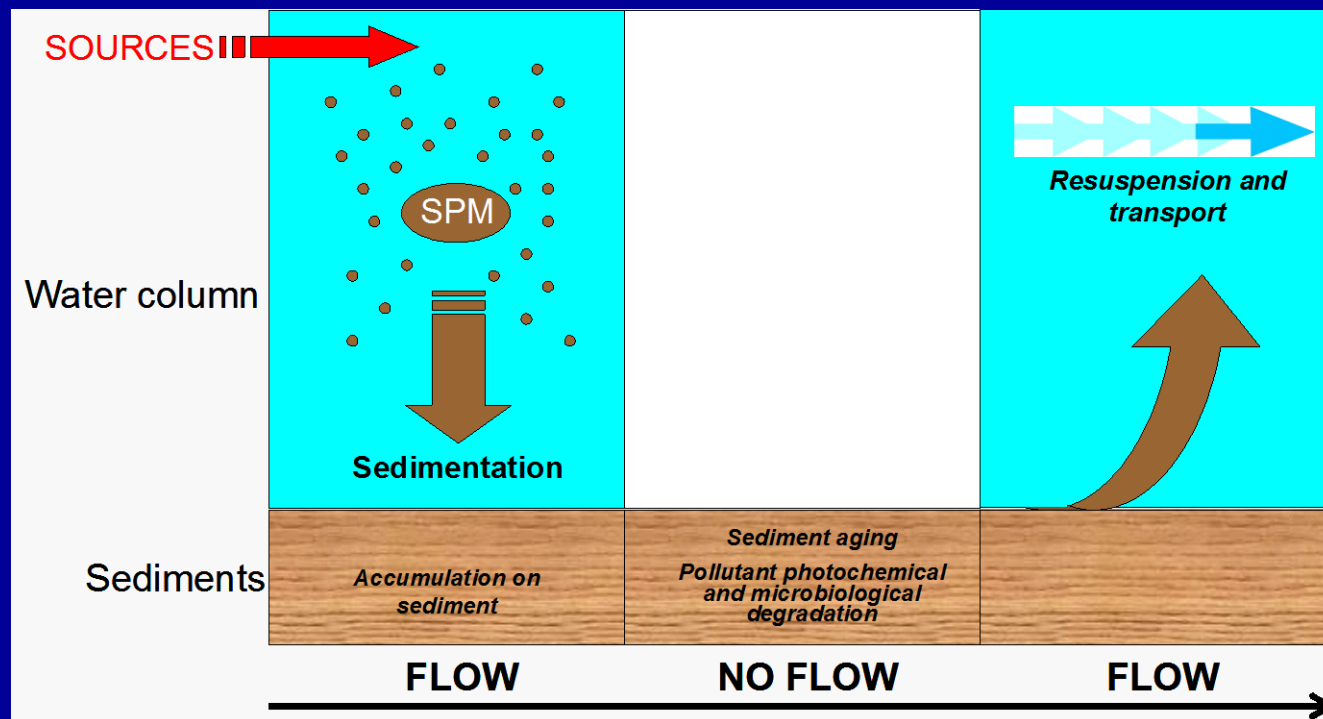 SOURCES
SPM
Resuspension and
transport
Water column
Sedimentation
Sediments
Accumulation on
sediment
Sediment aging
Pollutant photochemical
and microbiological
degradation
FLOW
NO FLOW
FLOW